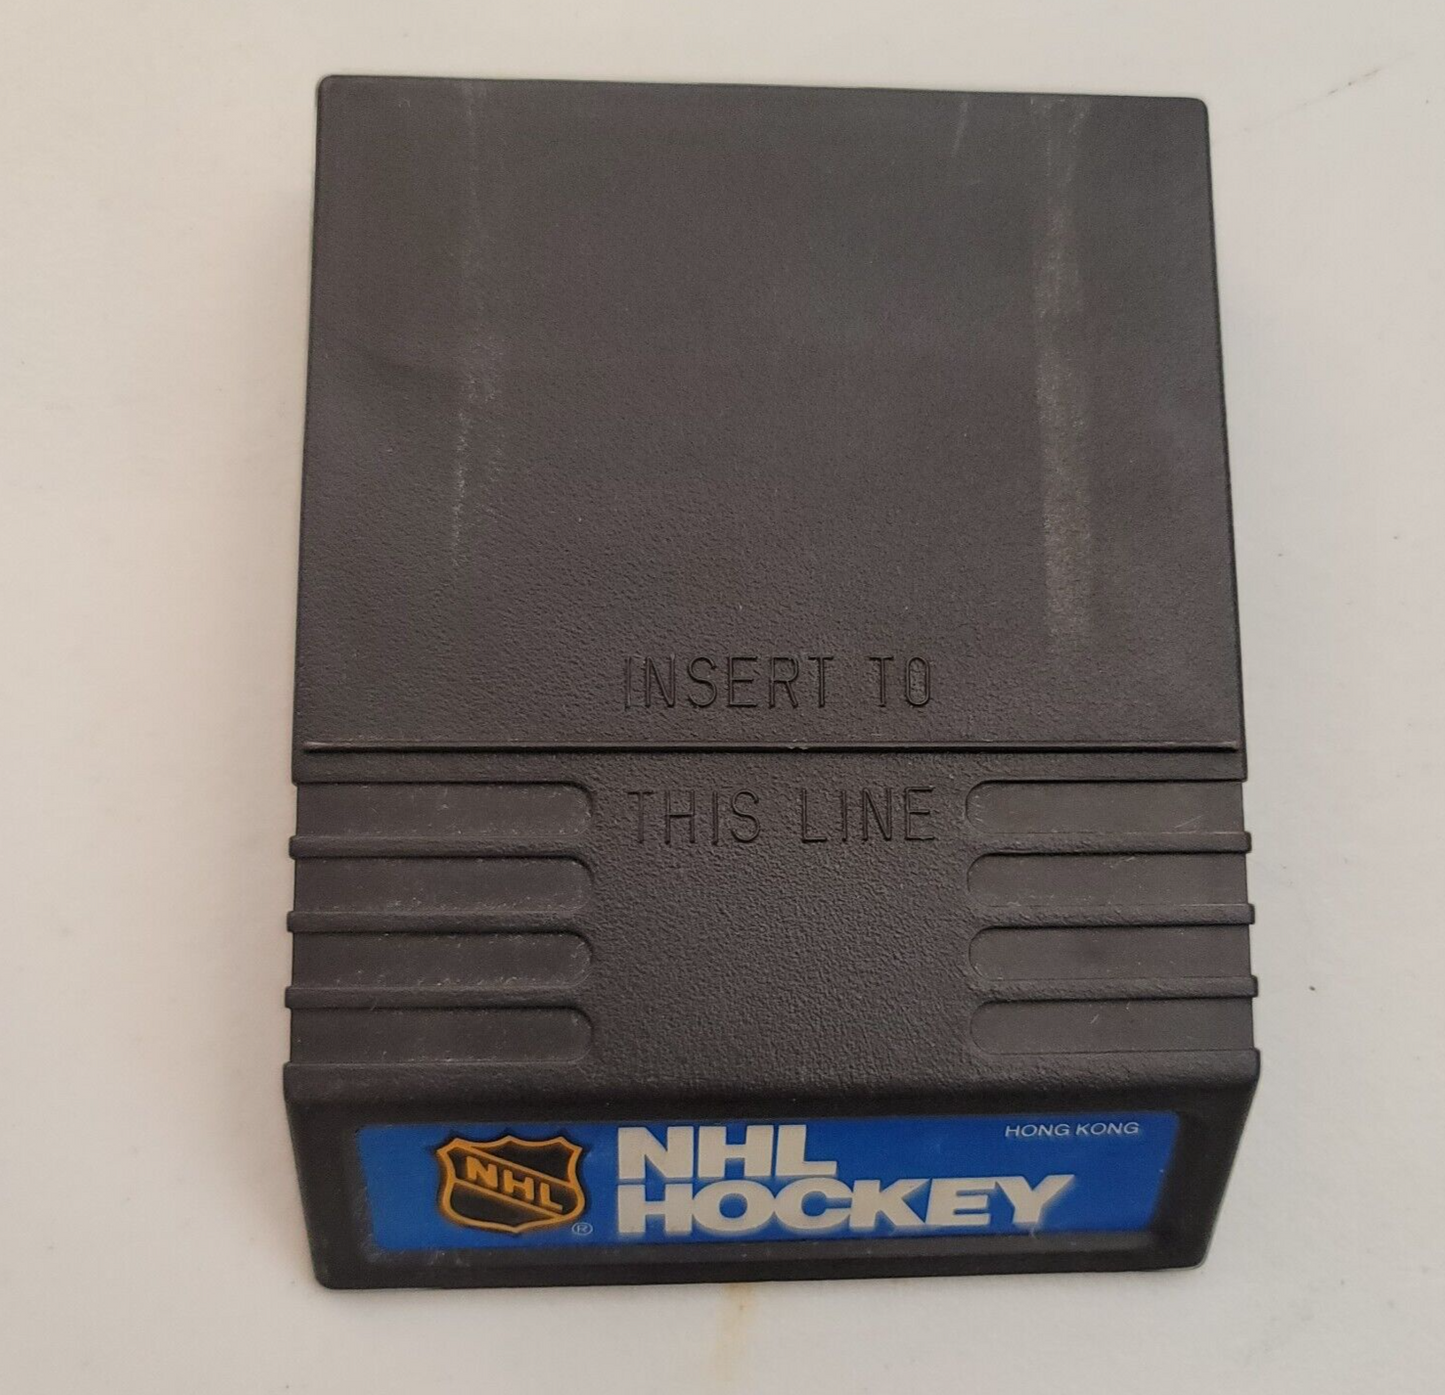 INSERT TO
THIS LINE
NHL
®
NHL
HOCKEY
HONG KONG